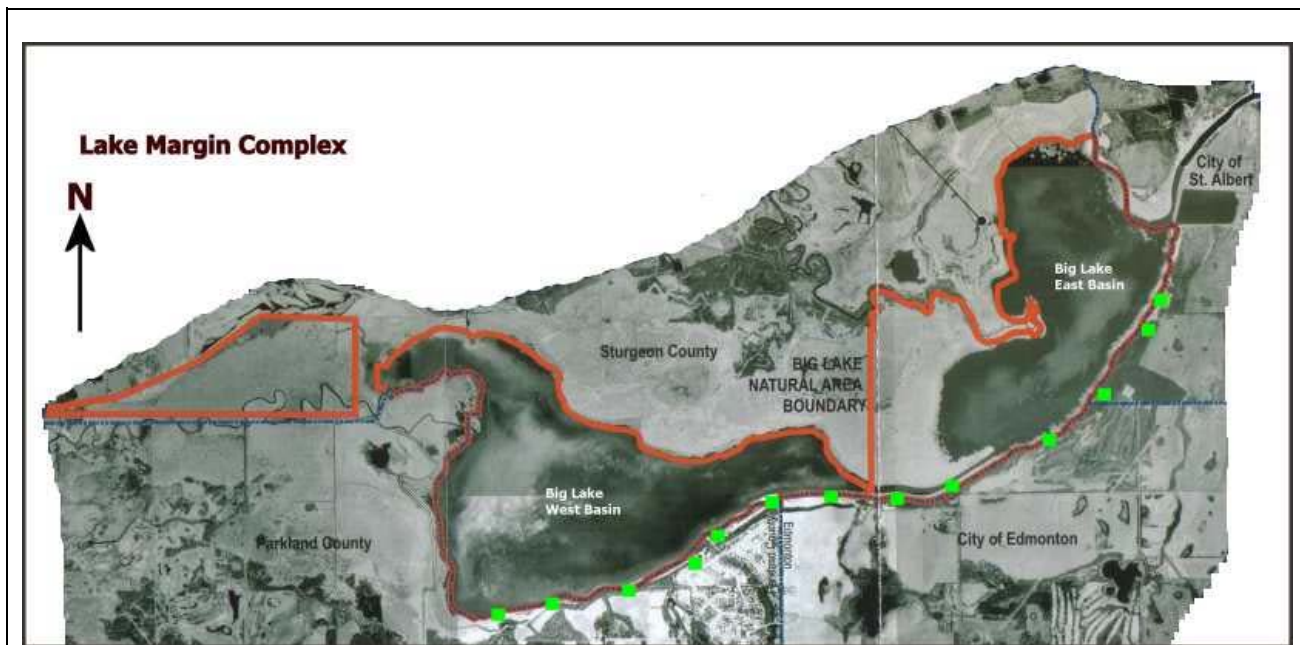 Lake Margin Complex
N
City of
St. Albert
Big Lake
East Basin
Sturgeon County
BIG LAKE
NATURAL AREA
BOUNDARY
Big Lake
West Basin
Parkland County
City of Edmonton
Edmonton